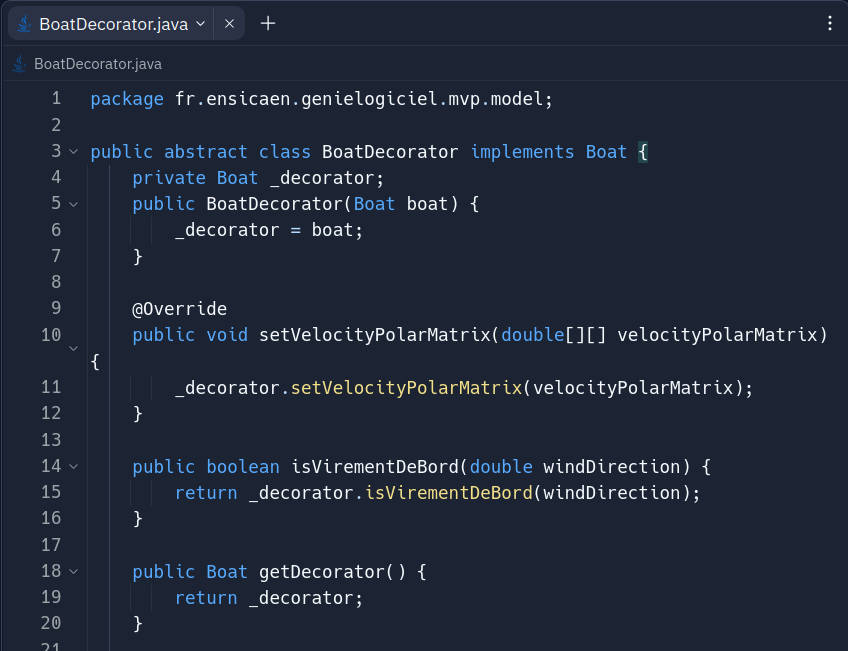 BoatDecorator.java
BoatDecorator.java
1 package fr.ensicaen.genielogiciel.mvp.model;
2
3 public abstract class BoatDecorator implements Boat {
4 private Boat _decorator;
5 public BoatDecorator(Boat boat) {
6 _decorator = boat;
7 }
8
9 @Override
10 public void setVelocityPolarMatrix(double[][] velocityPolarMatrix)
{
11 _decorator.setVelocityPolarMatrix(velocityPolarMatrix);
12 }
13
14 public boolean isVirementDeBord(double windDirection) {
15 return _decorator.isVirementDeBord(windDirection);
16 }
17
18 public Boat getDecorator() {
19 return _decorator;
20 }
21